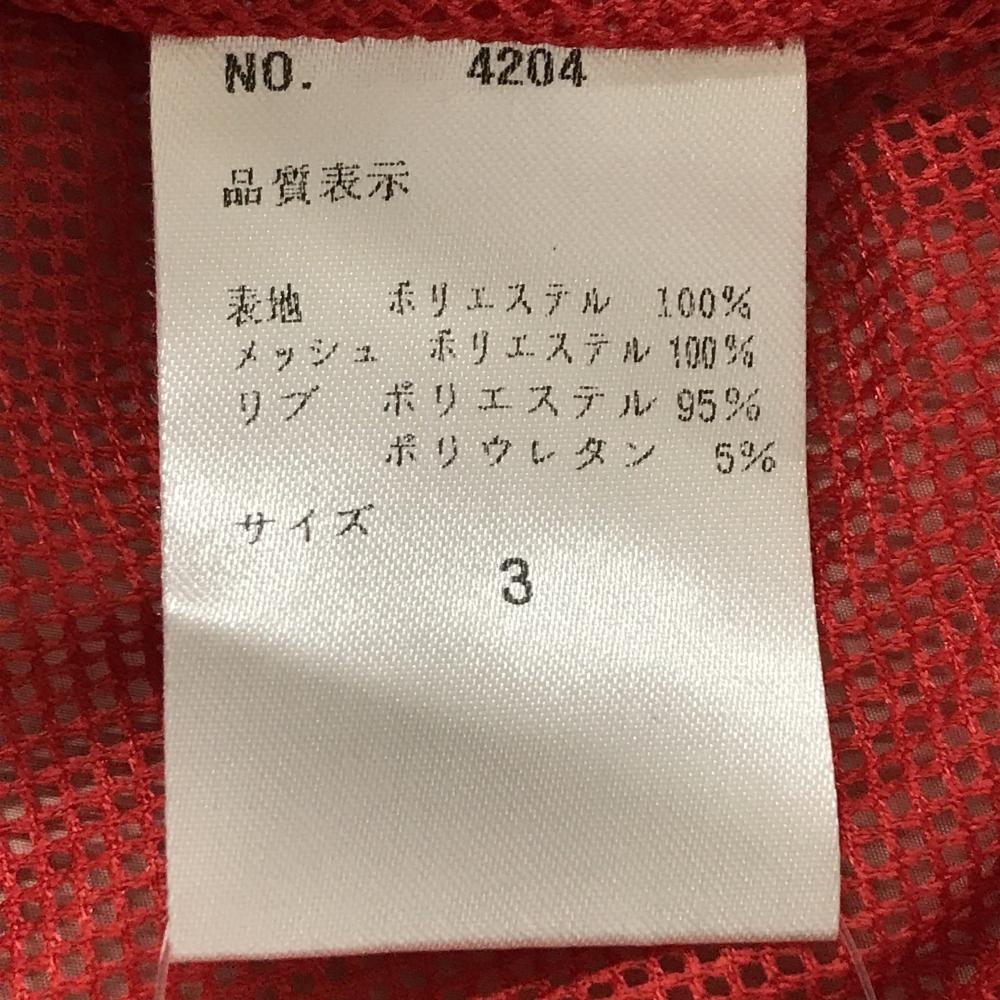 NO. 4204
品質表示
表地 ポリエステル 100%
メッシュ ポリエステル 100%
リブ ポリエステル 95%
ポリウレタン 5%
サイズ
3